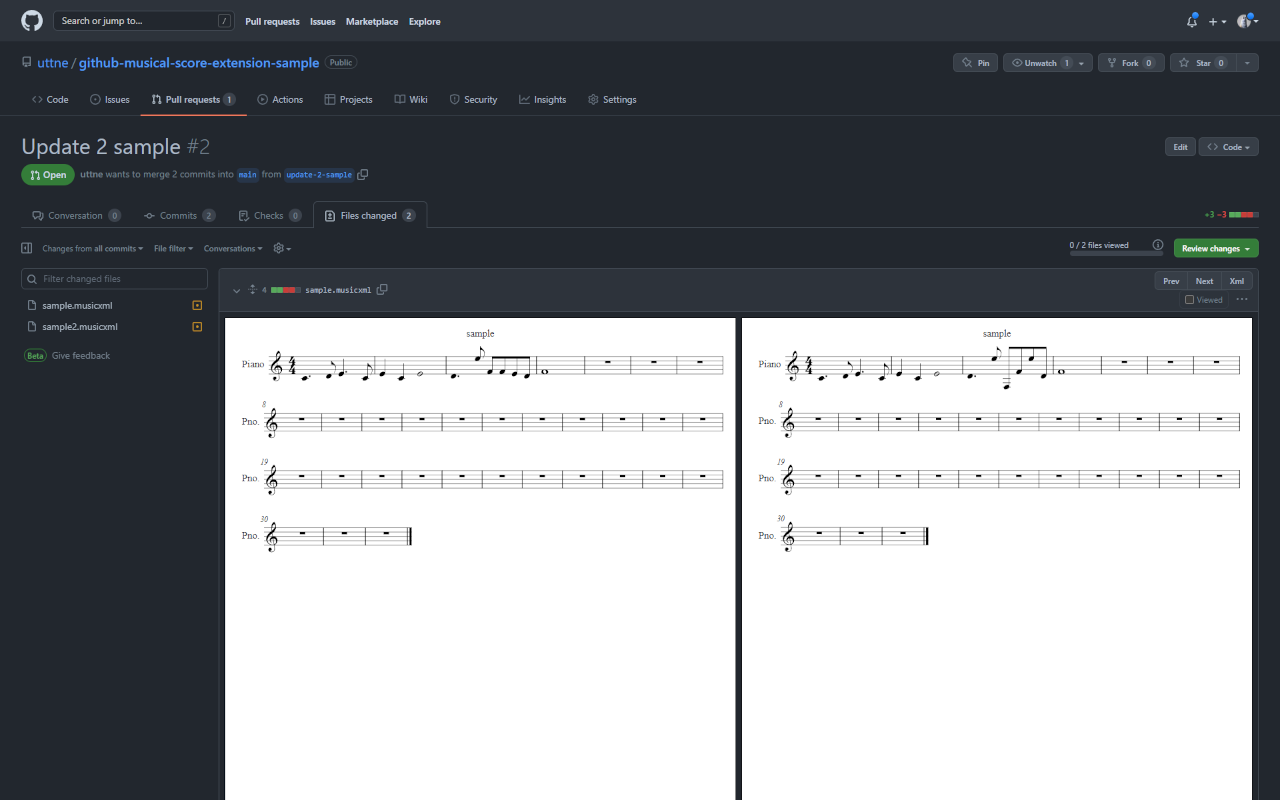 Search or jump to... /
Pull requests Issues Marketplace Explore
uttne / github-musical-score-extension-sample Public
Pin Unwatch 1 Fork 0 Star 0
Code Issues Pull requests 1 Actions Projects Wiki Security Insights Settings
Update 2 sample #2
Edit <> Code
Open uttne wants to merge 2 commits into main from update-2-sample
Conversation 0 Commits 2 Checks 0 Files changed 2
+3 −3
Changes from all commits File filter Conversations
0 / 2 files viewed Review changes
Filter changed files
sample.musicxml
sample2.musicxml
Beta Give feedback
4 sample.musicxml
Prev Next Xml
Viewed
sample
Piano
8
Pno.
19
Pno.
30
Pno.
sample
Piano
8
Pno.
19
Pno.
30
Pno.